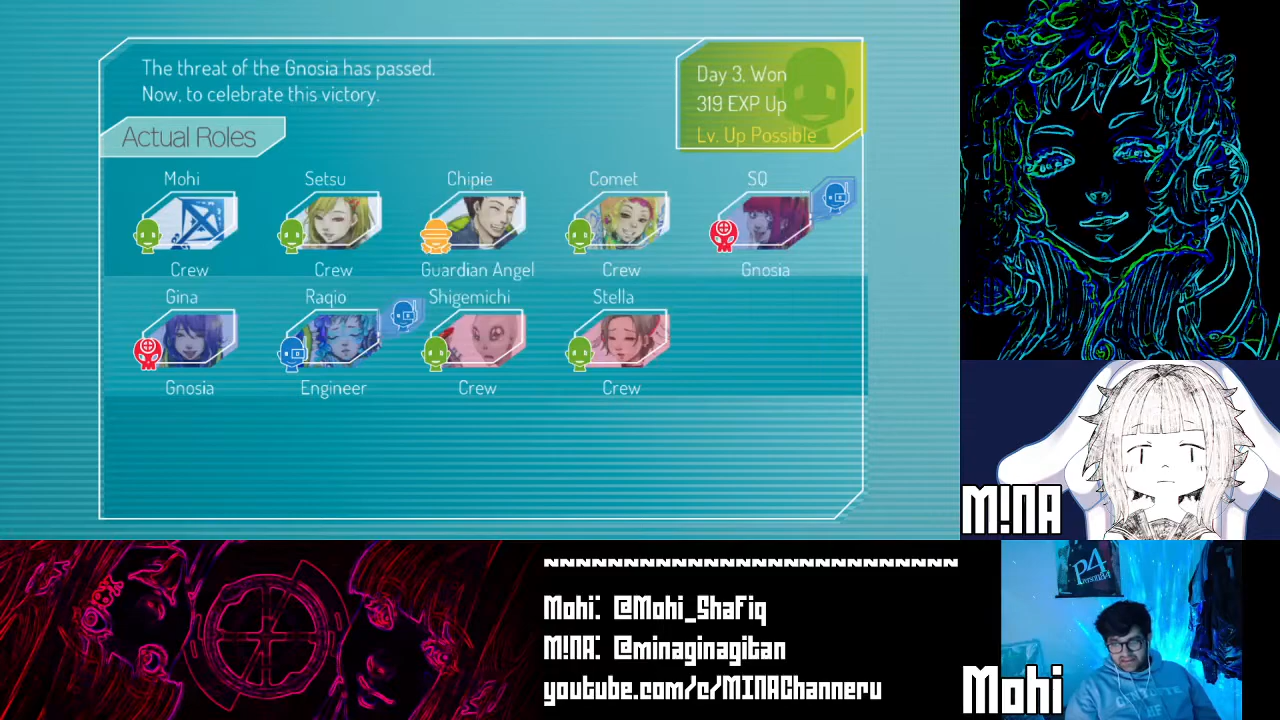 The threat of the Gnosia has passed.
Now, to celebrate this victory.
Day 3, Won
319 EXP Up
Lv. Up Possible
Actual Roles
Mohi
Setsu
Chipie
Comet
SQ
Crew
Crew
Guardian Angel
Crew
Gnosia
Gina
Raqio
Shigemichi
Stella
Gnosia
Engineer
Crew
Crew
M!NA
P4
Mohi: @Mohi_Shafiq
M!NA: @minaginagitan
youtube.com/c/MINAChanneru
Mohi